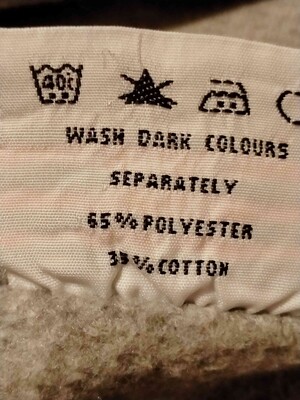 40°
WASH DARK COLOURS
SEPARATELY
65% POLYESTER
35% COTTON